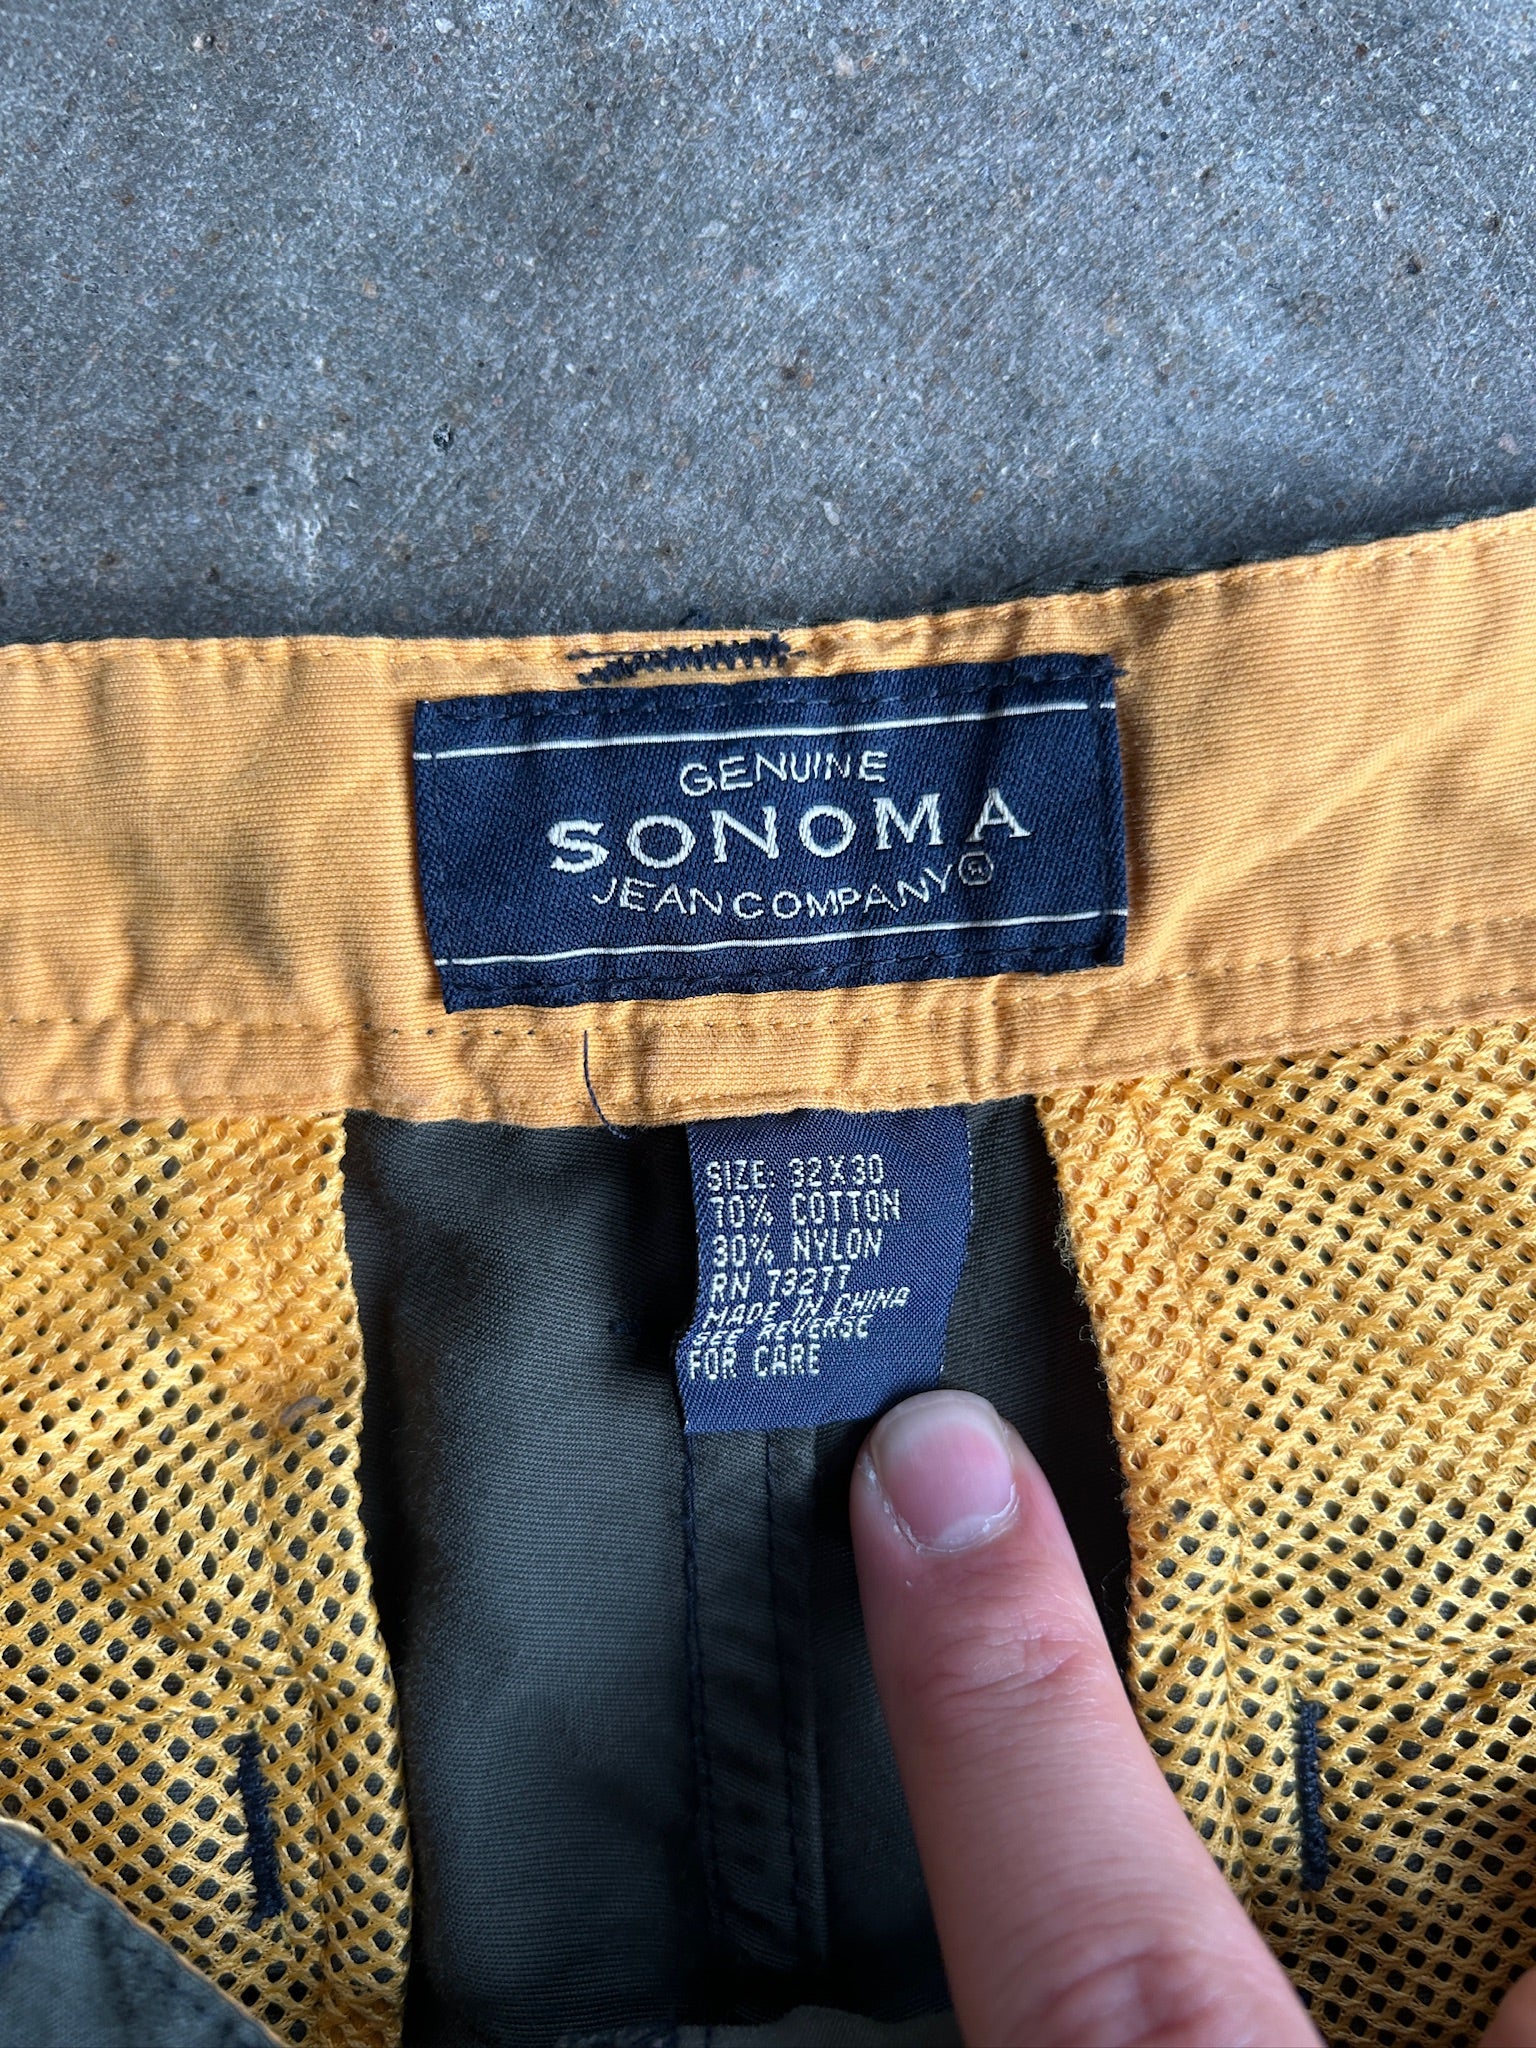 GENUINE
SONOMA
JEAN COMPANY®
SIZE: 32X30
70% COTTON
30% NYLON
RN 73277
MADE IN CHINA
SEE REVERSE
FOR CARE